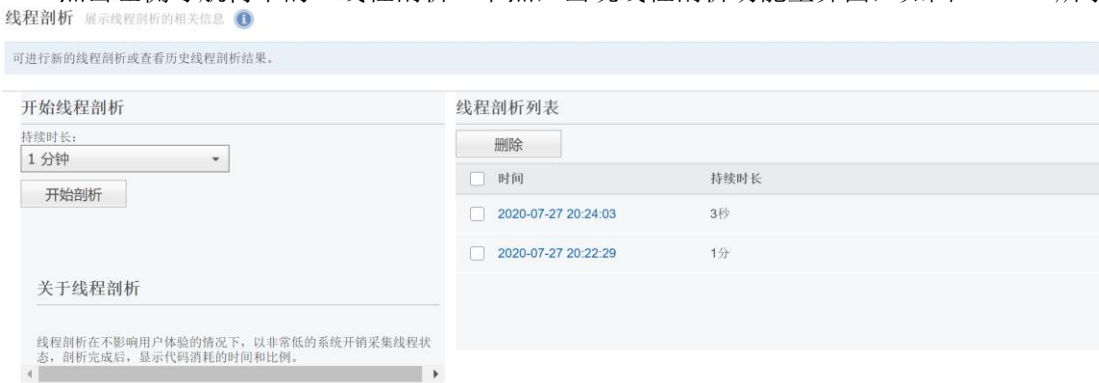 线程剖析 展示线程剖析的相关信息
可进行新的线程剖析或查看历史线程剖析结果。
开始线程剖析
持续时长:
1 分钟
开始剖析
关于线程剖析
线程剖析在不影响用户体验的情况下，以非常低的系统开销采集线程状
态，剖析完成后，显示代码消耗的时间和比例。
线程剖析列表
删除
时间 持续时长
2020-07-27 20:24:03 3秒
2020-07-27 20:22:29 1分